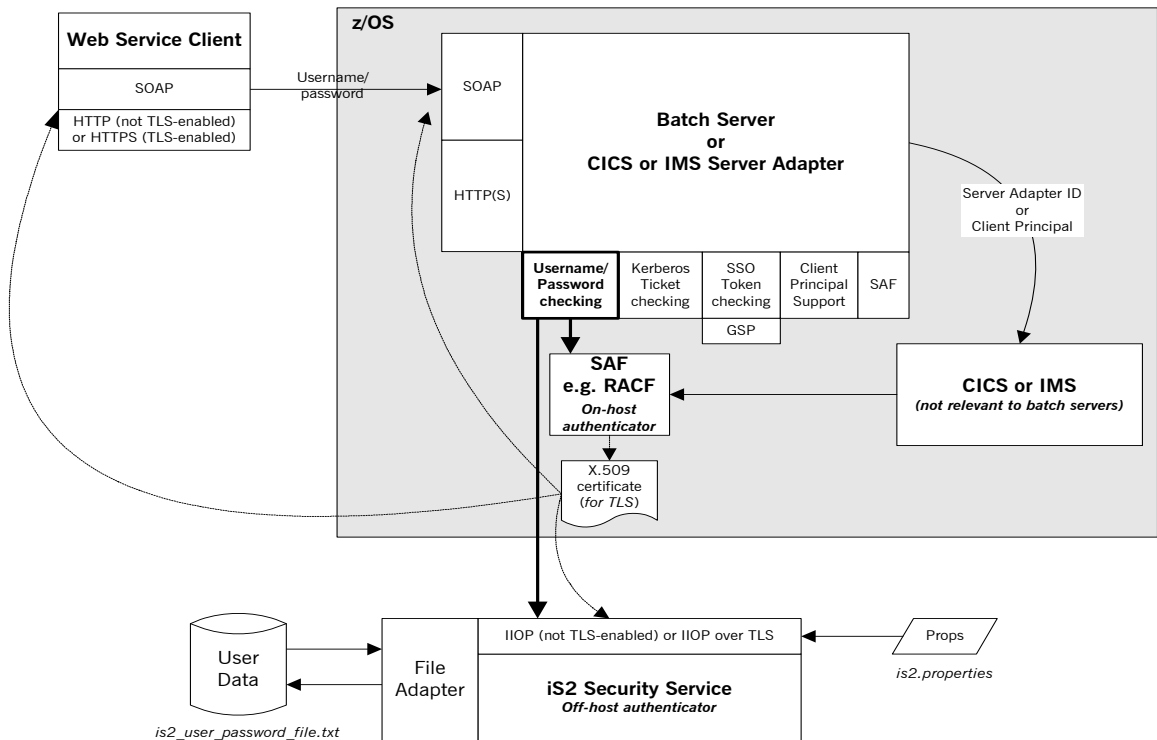 z/OS
Web Service Client
SOAP
HTTP (not TLS-enabled)
or HTTPS (TLS-enabled)
Username/
password
SOAP
HTTP(S)
Batch Server
or
CICS or IMS Server Adapter
Server Adapter ID
or
Client Principal
Username/
Password
checking
Kerberos
Ticket
checking
SSO
Token
checking
Client
Principal
Support
SAF
GSP
SAF
e.g. RACF
On-host
authenticator
CICS or IMS
(not relevant to batch servers)
X.509
certificate
(for TLS)
User
Data
is2_user_password_file.txt
File
Adapter
IIOP (not TLS-enabled) or IIOP over TLS
iS2 Security Service
Off-host authenticator
Props
is2.properties